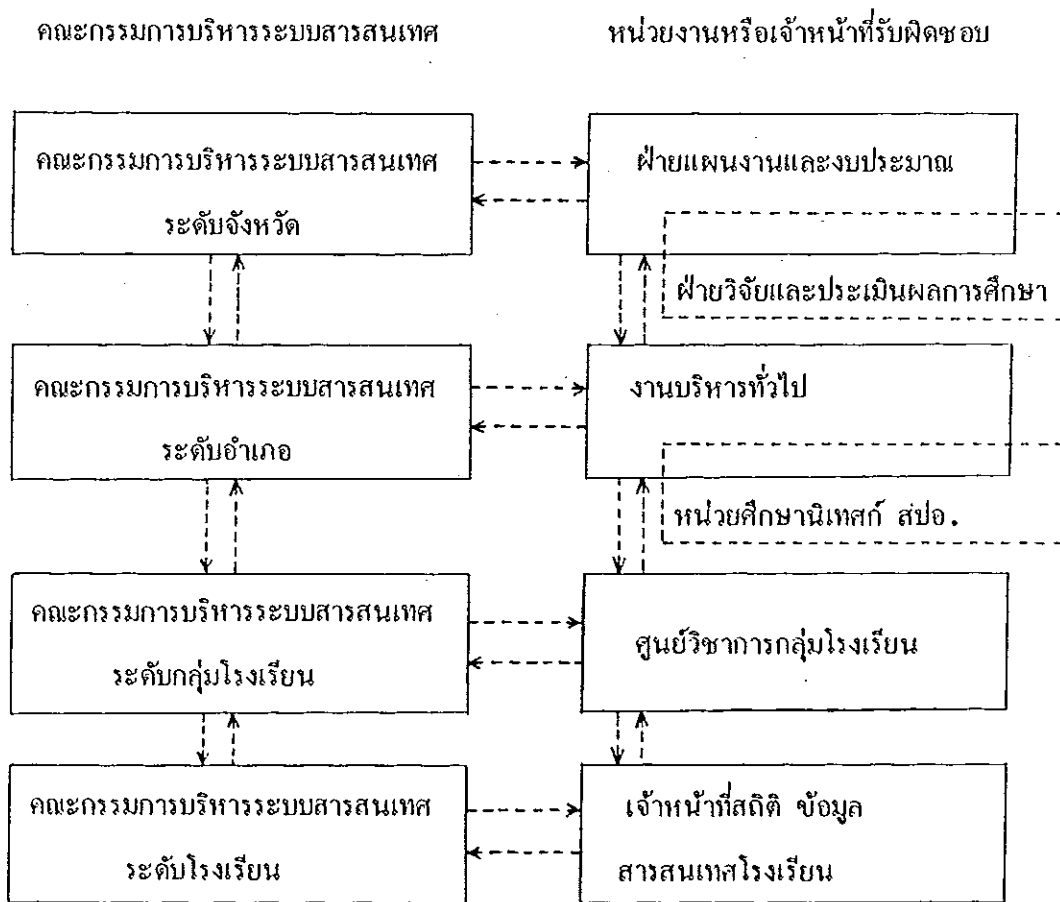 คณะกรรมการบริหารระบบสารสนเทศ
หน่วยงานหรือเจ้าหน้าที่รับผิดชอบ
คณะกรรมการบริหารระบบสารสนเทศ
ระดับจังหวัด
ฝ่ายแผนงานและงบประมาณ
ฝ่ายวิจัยและประเมินผลการศึกษา
คณะกรรมการบริหารระบบสารสนเทศ
ระดับอำเภอ
งานบริหารทั่วไป
หน่วยศึกษานิเทศก์ สปอ.
คณะกรรมการบริหารระบบสารสนเทศ
ระดับกลุ่มโรงเรียน
ศูนย์วิชาการกลุ่มโรงเรียน
คณะกรรมการบริหารระบบสารสนเทศ
ระดับโรงเรียน
เจ้าหน้าที่สถิติ ข้อมูล
สารสนเทศโรงเรียน